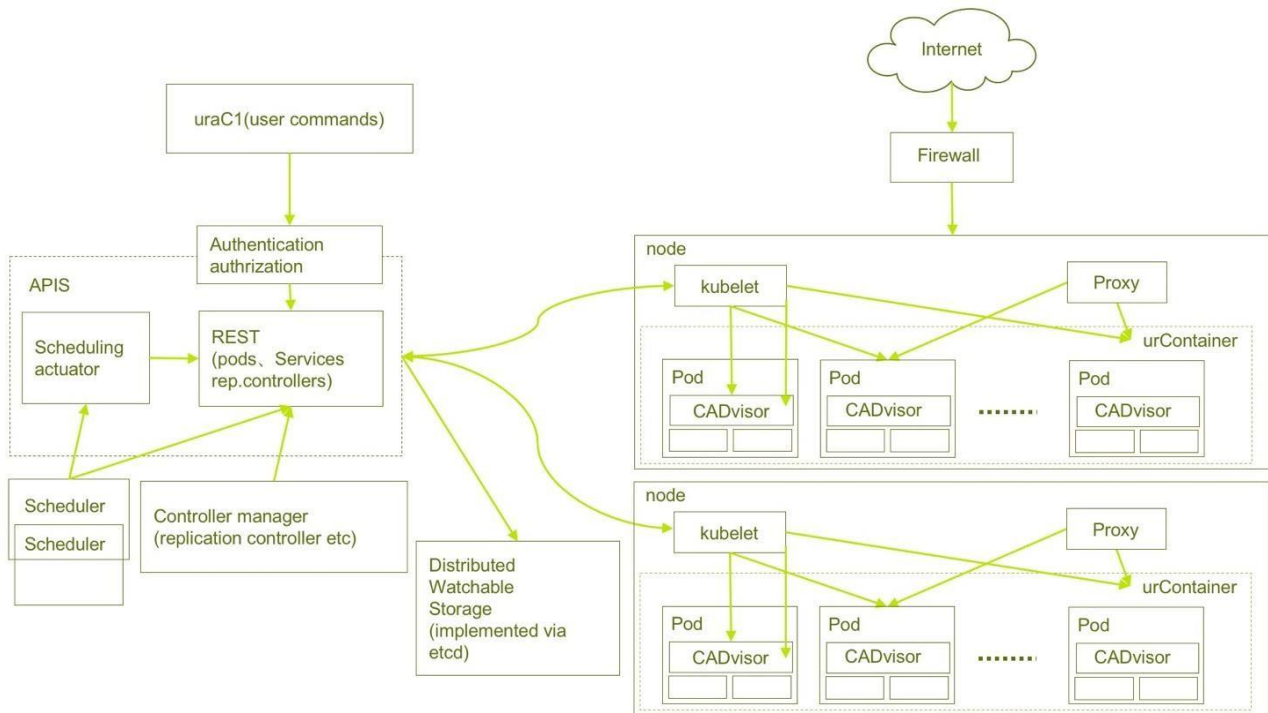 Internet
uraC1(user commands)
Firewall
Authentication
authrization
APIS
REST
(pods、Services
rep.controllers)
Scheduling
actuator
Scheduler
Scheduler
Controller manager
(replication controller etc)
Distributed
Watchable
Storage
(implemented via
etcd)
node
kubelet
Proxy
urContainer
Pod
CADvisor
Pod
CADvisor
Pod
CADvisor
node
kubelet
Proxy
urContainer
Pod
CADvisor
Pod
CADvisor
Pod
CADvisor